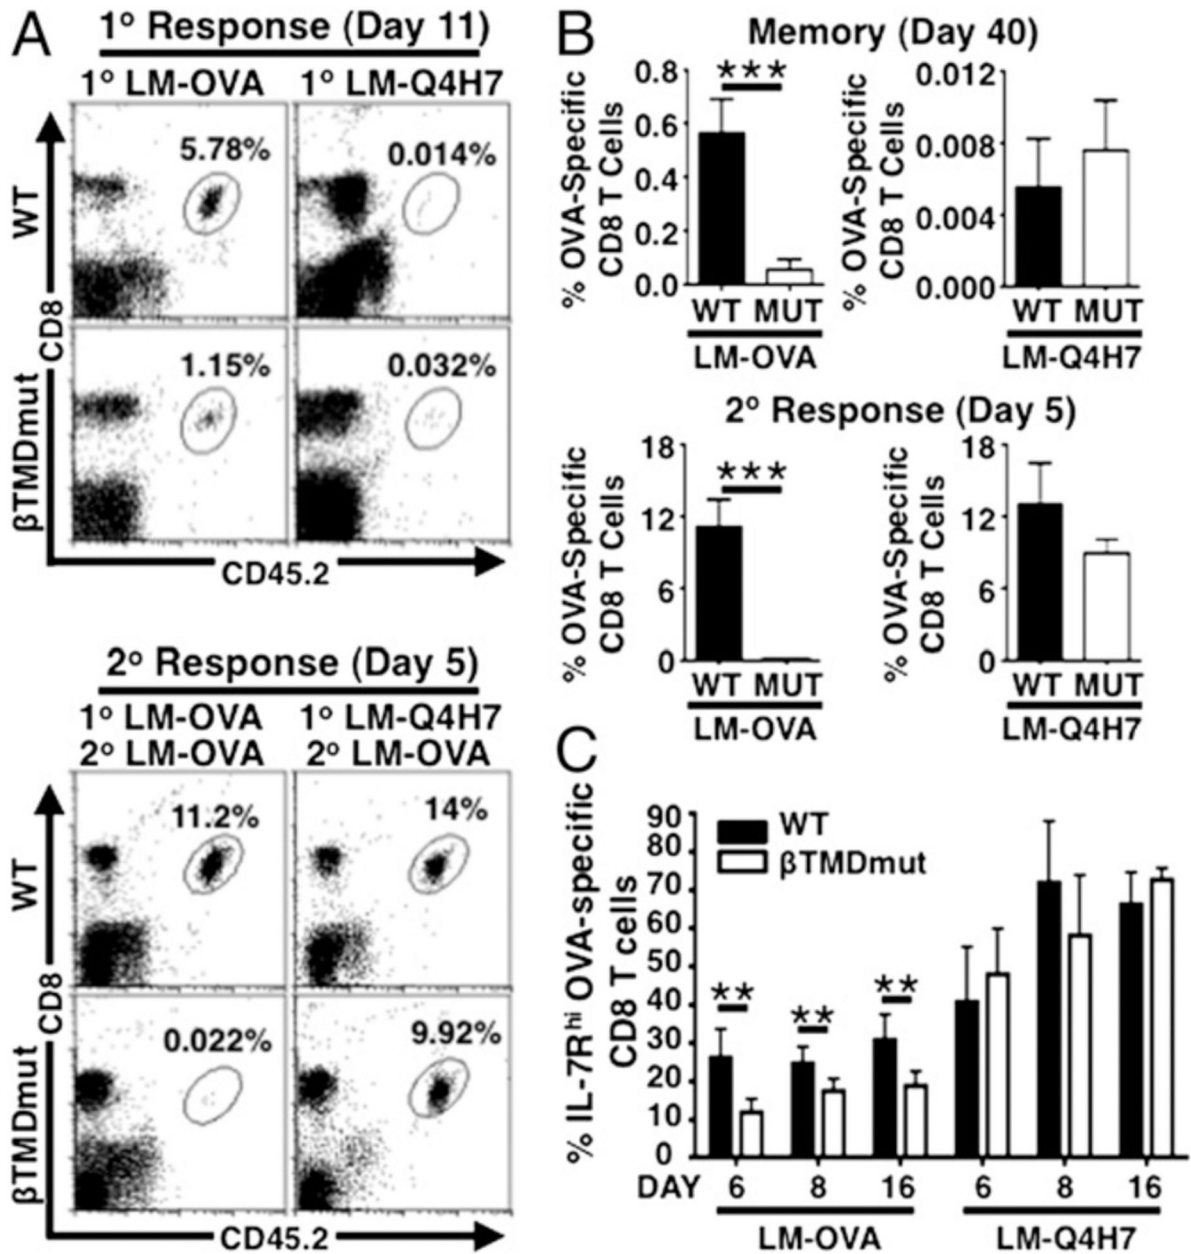 A
1° Response (Day 11)
1° LM-OVA 1° LM-Q4H7
5.78% 0.014%
WT
1.15% 0.032%
βTMDmut
CD8
CD45.2
2° Response (Day 5)
1° LM-OVA 1° LM-Q4H7
2° LM-OVA 2° LM-OVA
11.2% 14%
WT
0.022% 9.92%
βTMDmut
CD8
CD45.2
B
Memory (Day 40)
% OVA-Specific
CD8 T Cells
0.8
0.6
0.4
0.2
0.0
***
WT MUT
LM-OVA
% OVA-Specific
CD8 T Cells
0.012
0.008
0.004
0.000
WT MUT
LM-Q4H7
2° Response (Day 5)
% OVA-Specific
CD8 T Cells
18
12
6
0
***
WT MUT
LM-OVA
% OVA-Specific
CD8 T Cells
18
12
6
0
WT MUT
LM-Q4H7
C
% IL-7Rhi OVA-specific
CD8 T cells
90
80
70
60
50
40
30
20
10
0
WT
βTMDmut
** ** **
DAY 6 8 16 6 8 16
LM-OVA LM-Q4H7